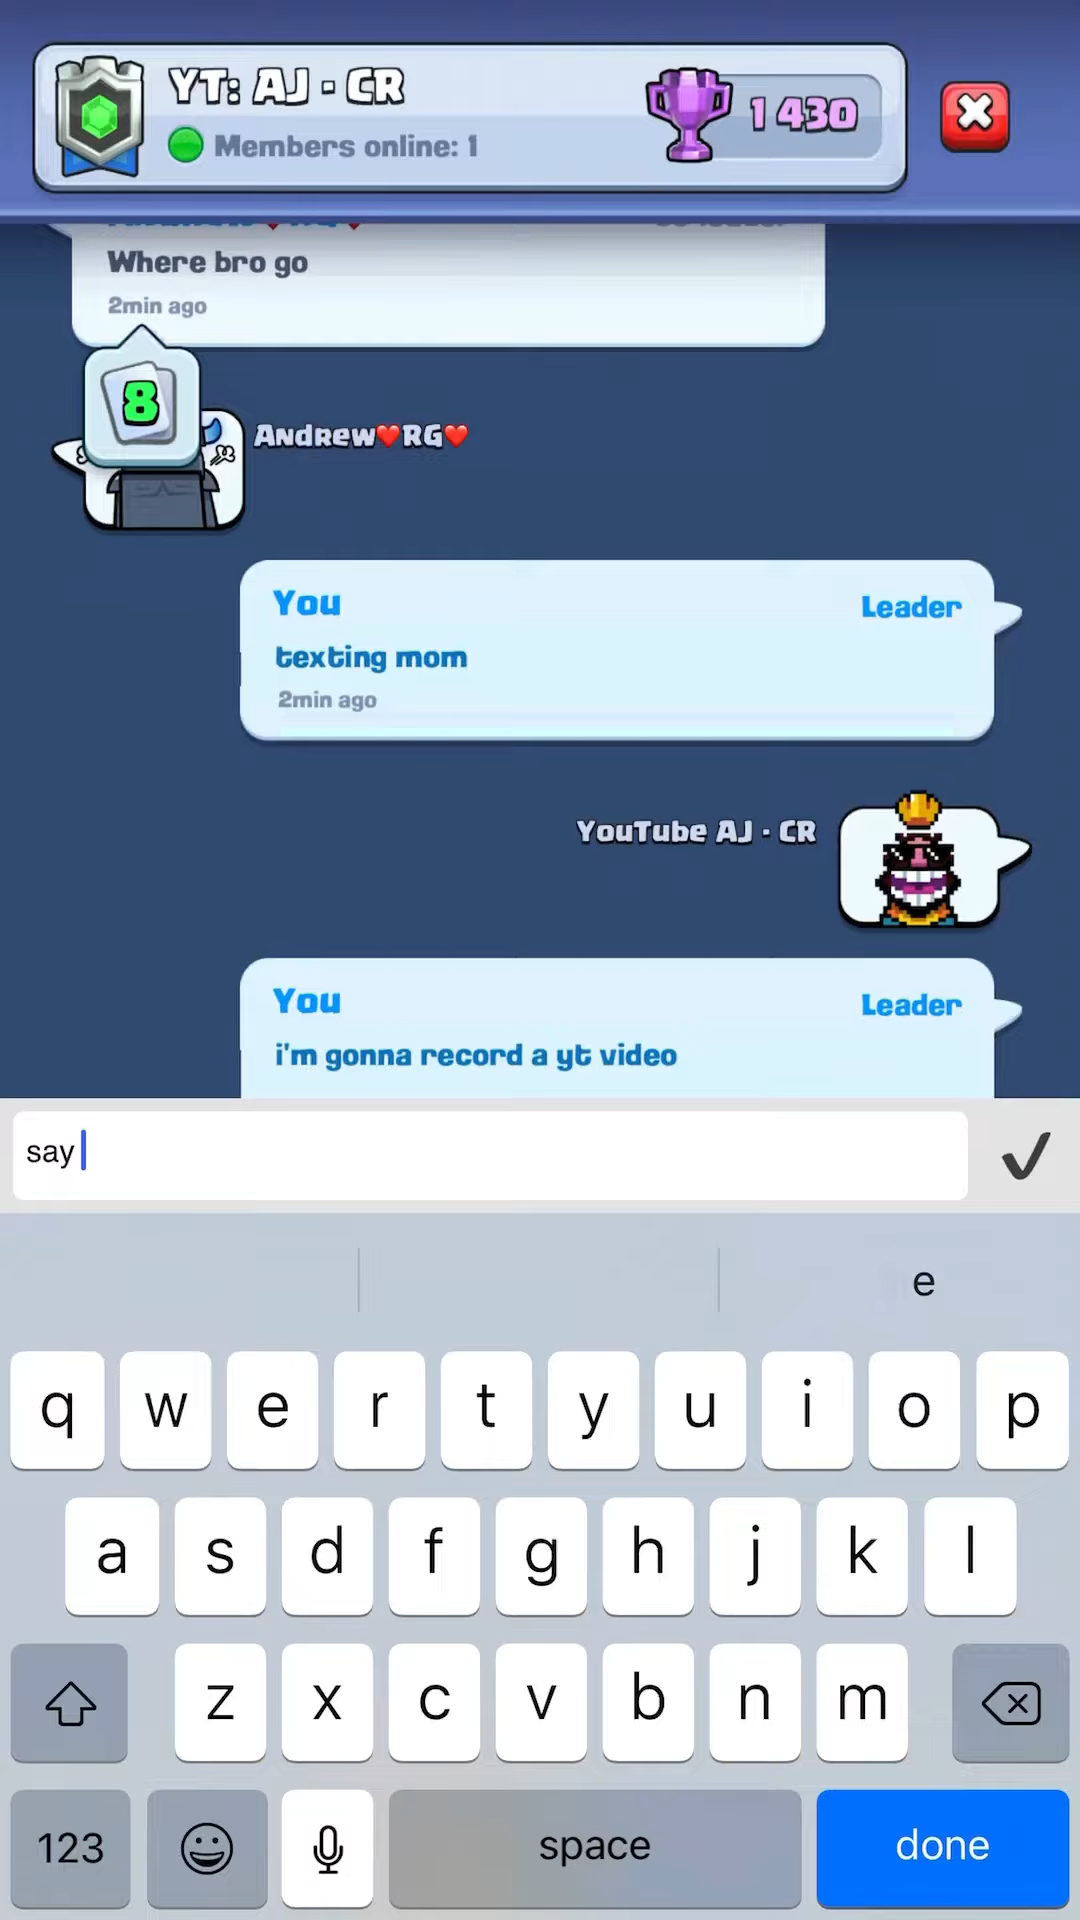 YT: AJ · CR
Members online: 1
1 430
Where bro go
2min ago
8
Andrew❤️RG❤️
You
Leader
texting mom
2min ago
YouTube AJ · CR
You
Leader
i'm gonna record a yt video
say
e
q w e r t y u i o p
a s d f g h j k l
z x c v b n m
123
space
done